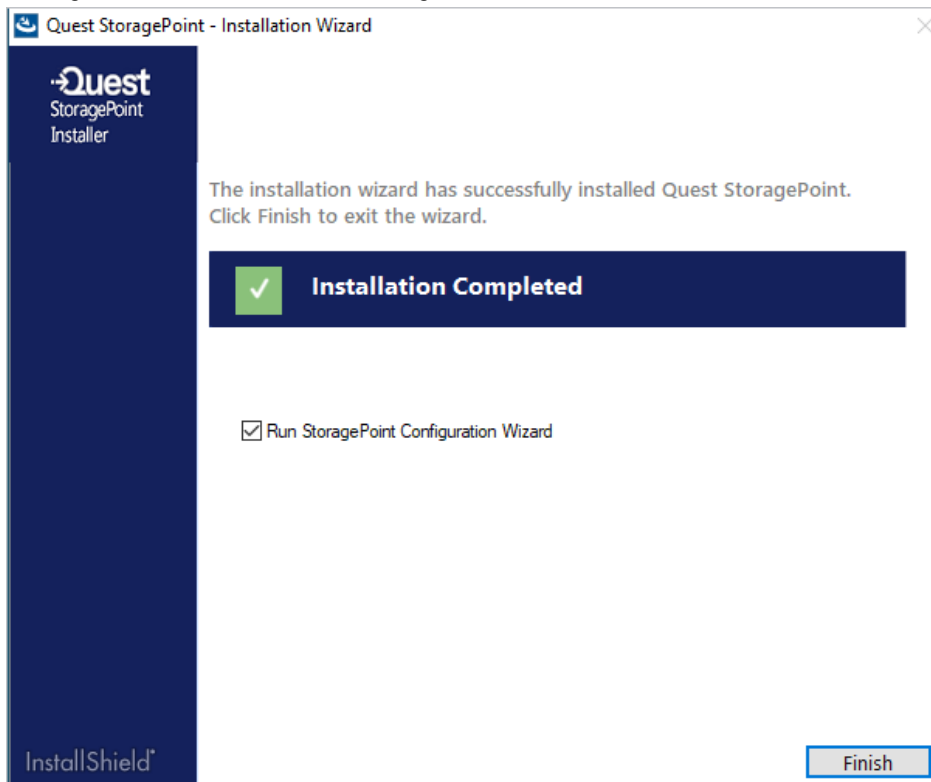 Quest StoragePoint - Installation Wizard
Quest
StoragePoint
Installer
The installation wizard has successfully installed Quest StoragePoint.
Click Finish to exit the wizard.
Installation Completed
Run StoragePoint Configuration Wizard
InstallShield
Finish